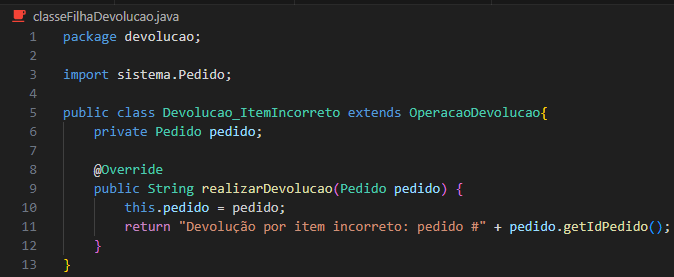 classeFilhaDevolucao.java
1 package devolucao;
2
3 import sistema.Pedido;
4
5 public class Devolucao_ItemIncorreto extends OperacaoDevolucao{
6     private Pedido pedido;
7
8     @Override
9     public String realizarDevolucao(Pedido pedido) {
10         this.pedido = pedido;
11         return "Devolução por item incorreto: pedido #" + pedido.getIdPedido();
12     }
13 }